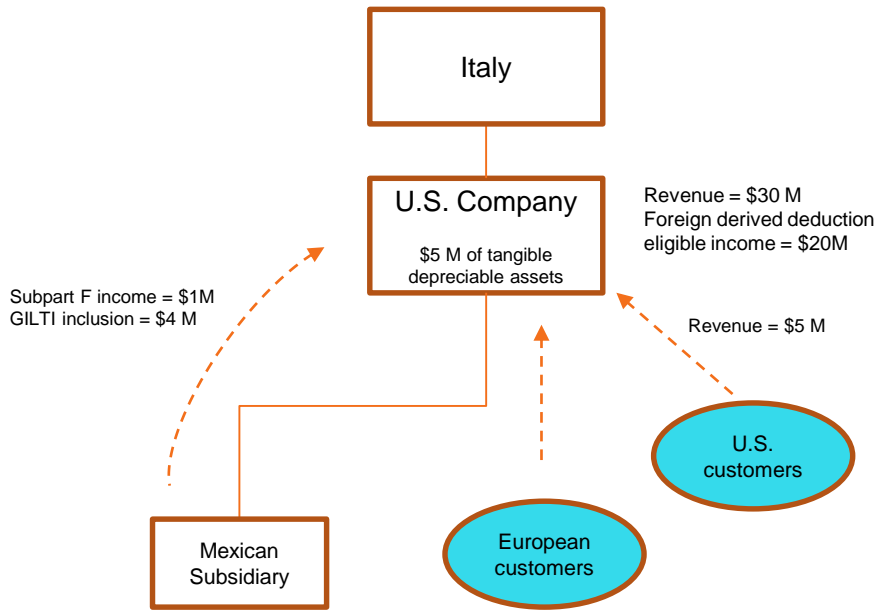 Italy
U.S. Company
$5 M of tangible
depreciable assets
Revenue = $30 M
Foreign derived deduction
eligible income = $20M
Subpart F income = $1M
GILTI inclusion = $4 M
Revenue = $5 M
U.S.
customers
European
customers
Mexican
Subsidiary